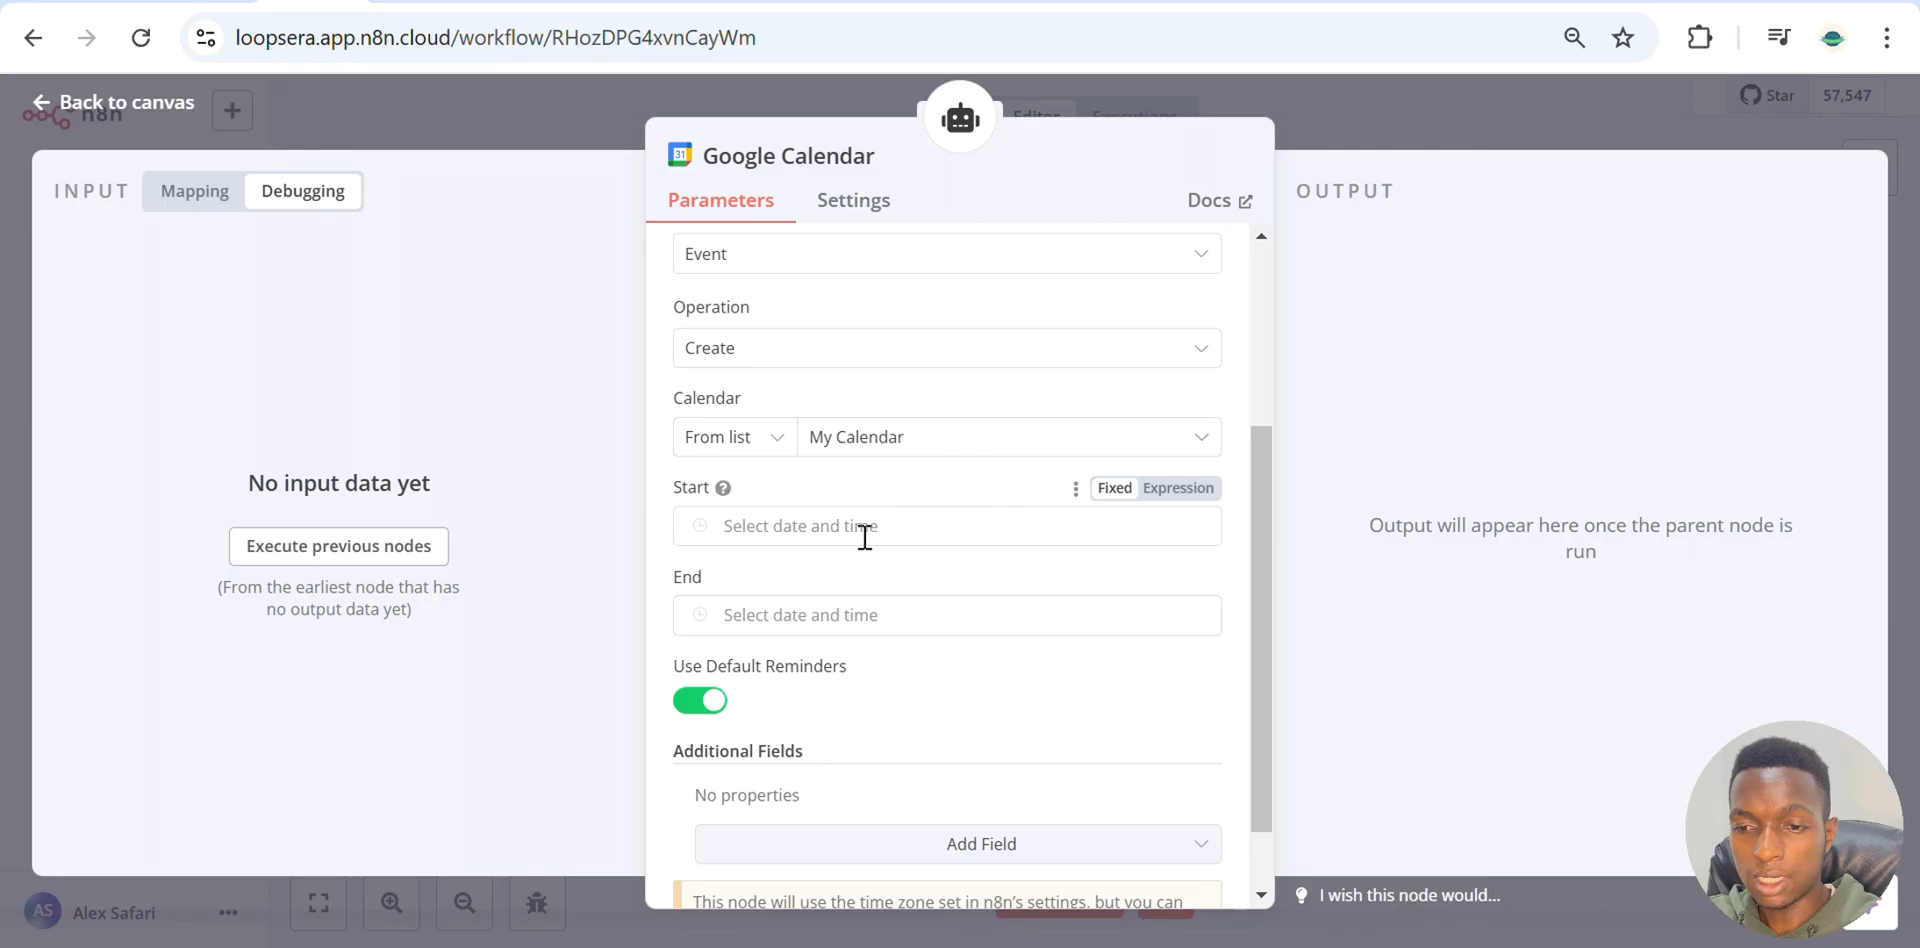 loopsera.app.n8n.cloud/workflow/RHozDPG4xvnCayWm
Back to canvas
n8n
Editor
Executions
Star
57,547
INPUT
Mapping
Debugging
No input data yet
Execute previous nodes
(From the earliest node that has
no output data yet)
31
Google Calendar
Parameters
Settings
Docs
Event
Operation
Create
Calendar
From list
My Calendar
Start
Fixed
Expression
Select date and time
End
Select date and time
Use Default Reminders
Additional Fields
No properties
Add Field
This node will use the time zone set in n8n's settings, but you can
OUTPUT
Output will appear here once the parent node is
run
AS
Alex Safari
I wish this node would...